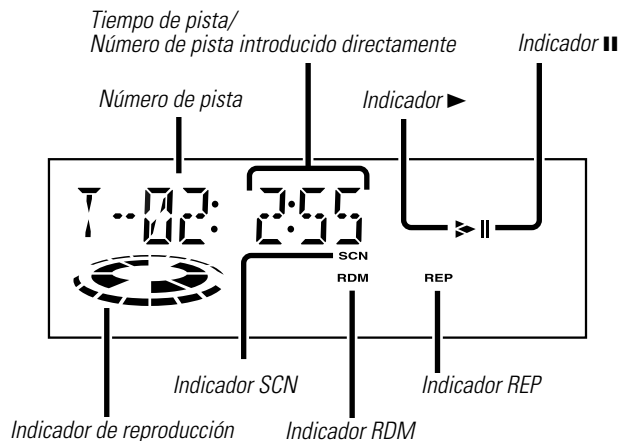 Tiempo de pista/
Número de pista introducido directamente
Indicador ⏸
Número de pista
Indicador ►
T-02: 2:55
SCN
RDM
REP
Indicador SCN
Indicador REP
Indicador de reproducción
Indicador RDM